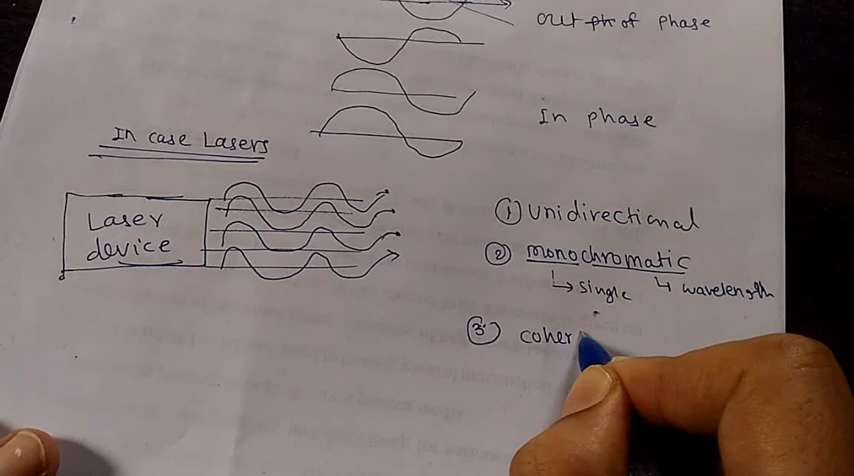 out ph of phase
In phase
In case Lasers
Laser
device
① Unidirectional
② monochromatic
single
wavelength
③ coher